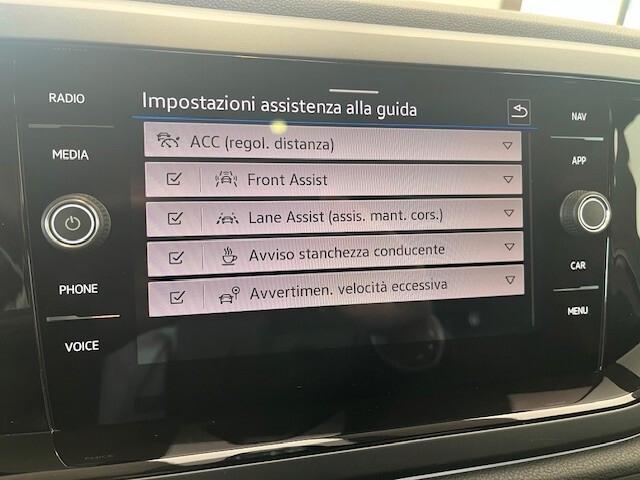 Impostazioni assistenza alla guida
RADIO
MEDIA
PHONE
VOICE
ACC (regol. distanza)
Front Assist
Lane Assist (assis. mant. cors.)
Avviso stanchezza conducente
Avvertimen. velocità eccessiva
NAV
APP
CAR
MENU